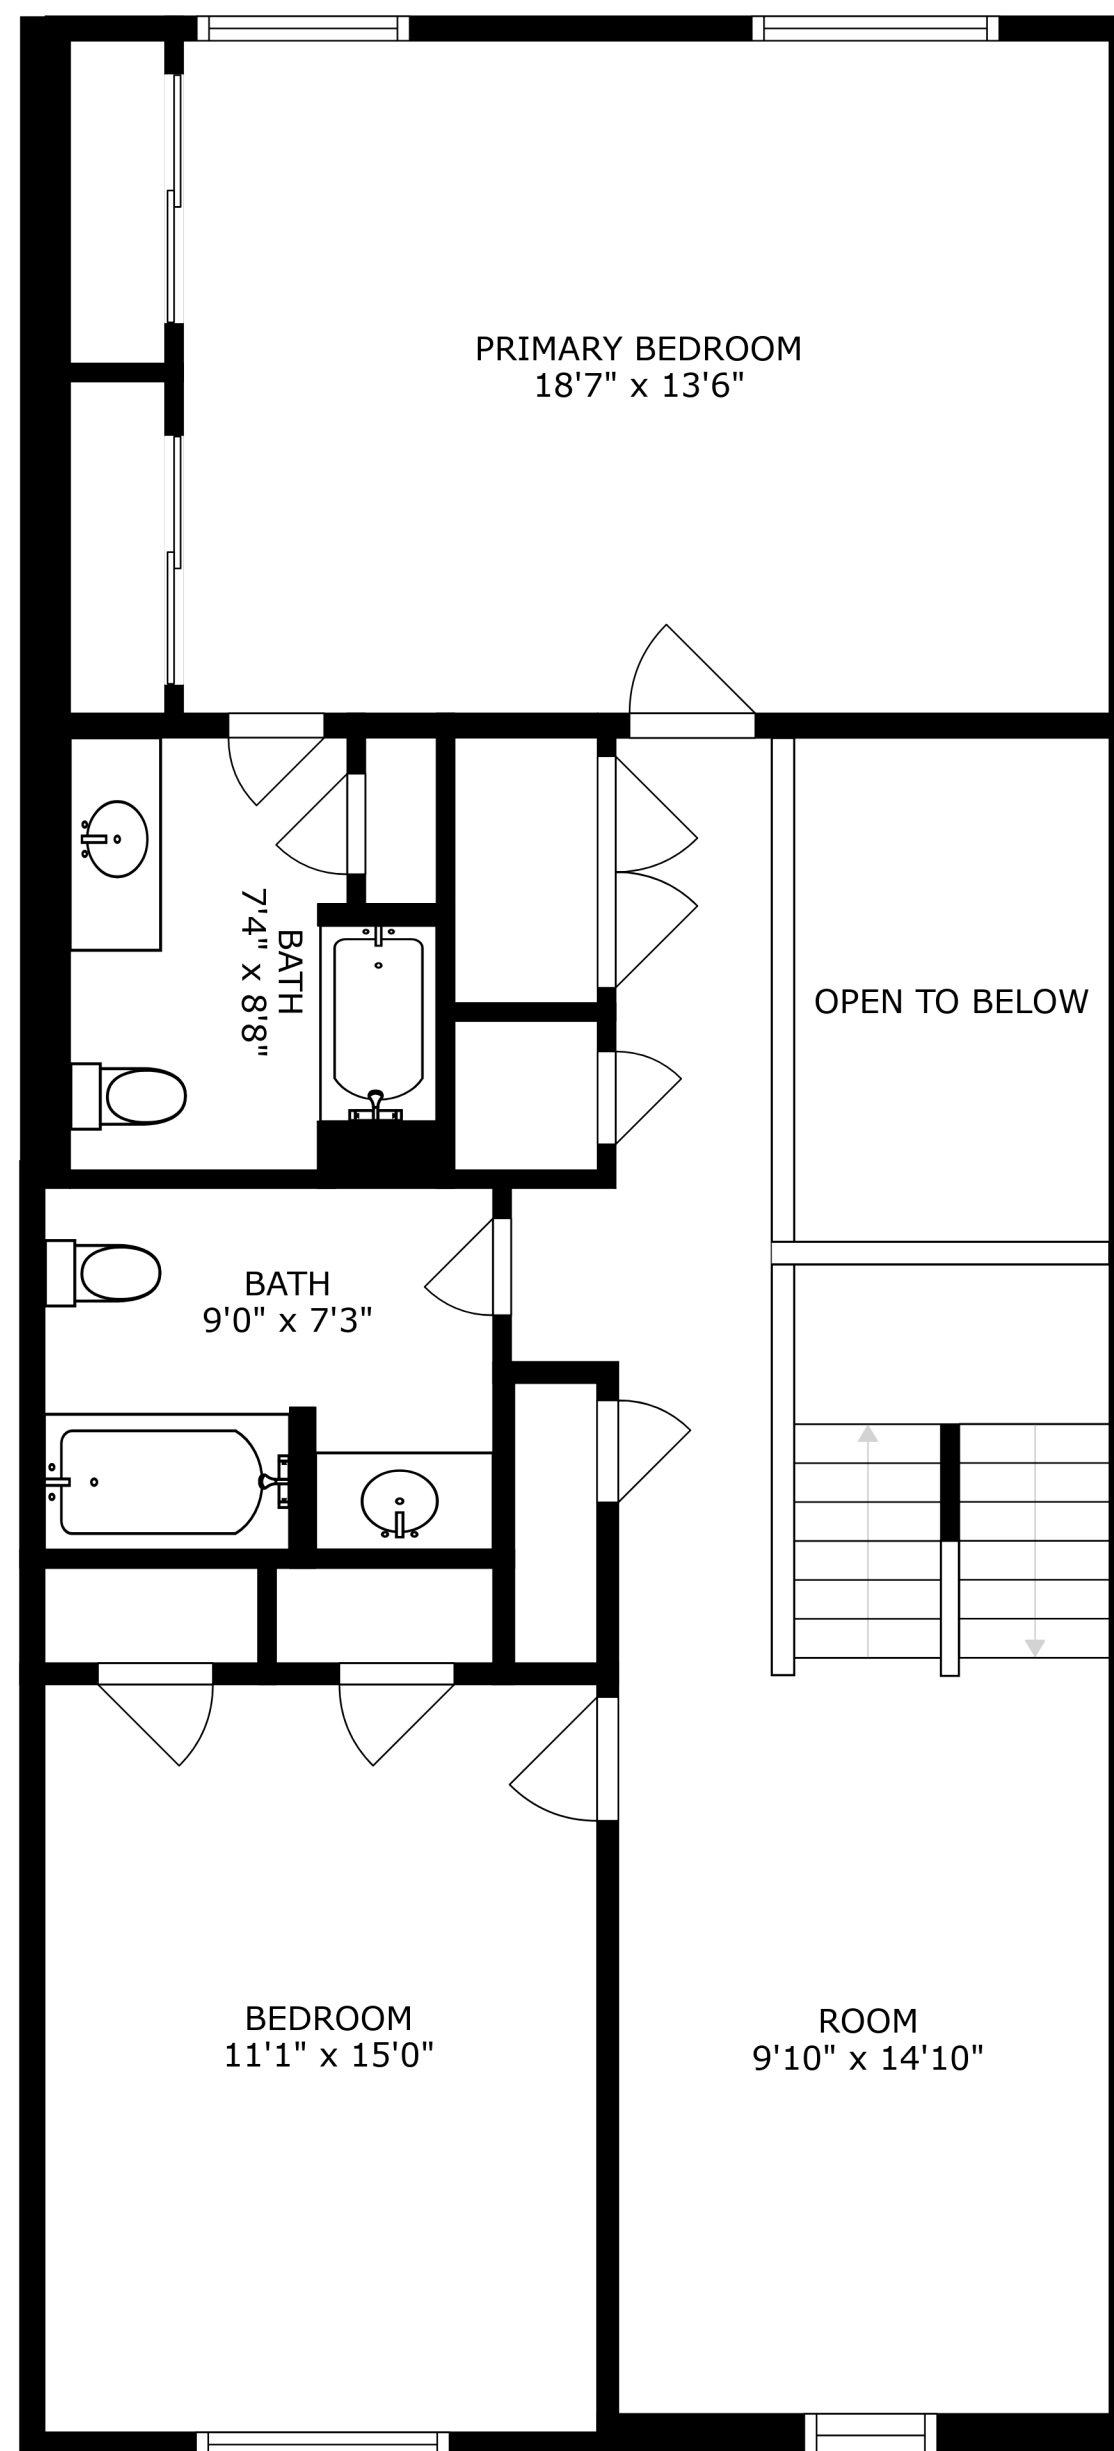 PRIMARY BEDROOM
18'7" x 13'6"
BATH
7'4" x 8'8"
OPEN TO BELOW
BATH
9'0" x 7'3"
BEDROOM
11'1" x 15'0"
ROOM
9'10" x 14'10"